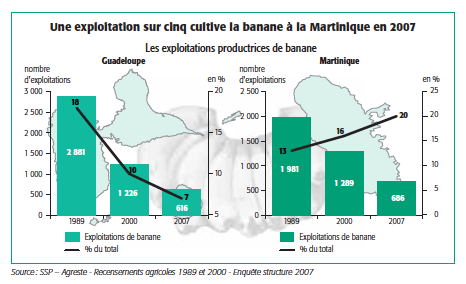 Une exploitation sur cinq cultive la banane à la Martinique en 2007
Les exploitations productrices de banane
Guadeloupe
nombre
d'exploitations
en %
3 000
2 500
2 000
1 500
1 000
500
0
20
15
10
5
18
10
7
2 881
1 226
616
1989
2000
2007
Exploitations de banane
% du total
Martinique
nombre
d'exploitations
en %
2 500
2 000
1 500
1 000
500
0
25
20
15
10
5
0
13
16
20
1 981
1 289
686
1989
2000
2007
Exploitations de banane
% du total
Source : SSP – Agreste - Recensements agricoles 1989 et 2000 - Enquête structure 2007